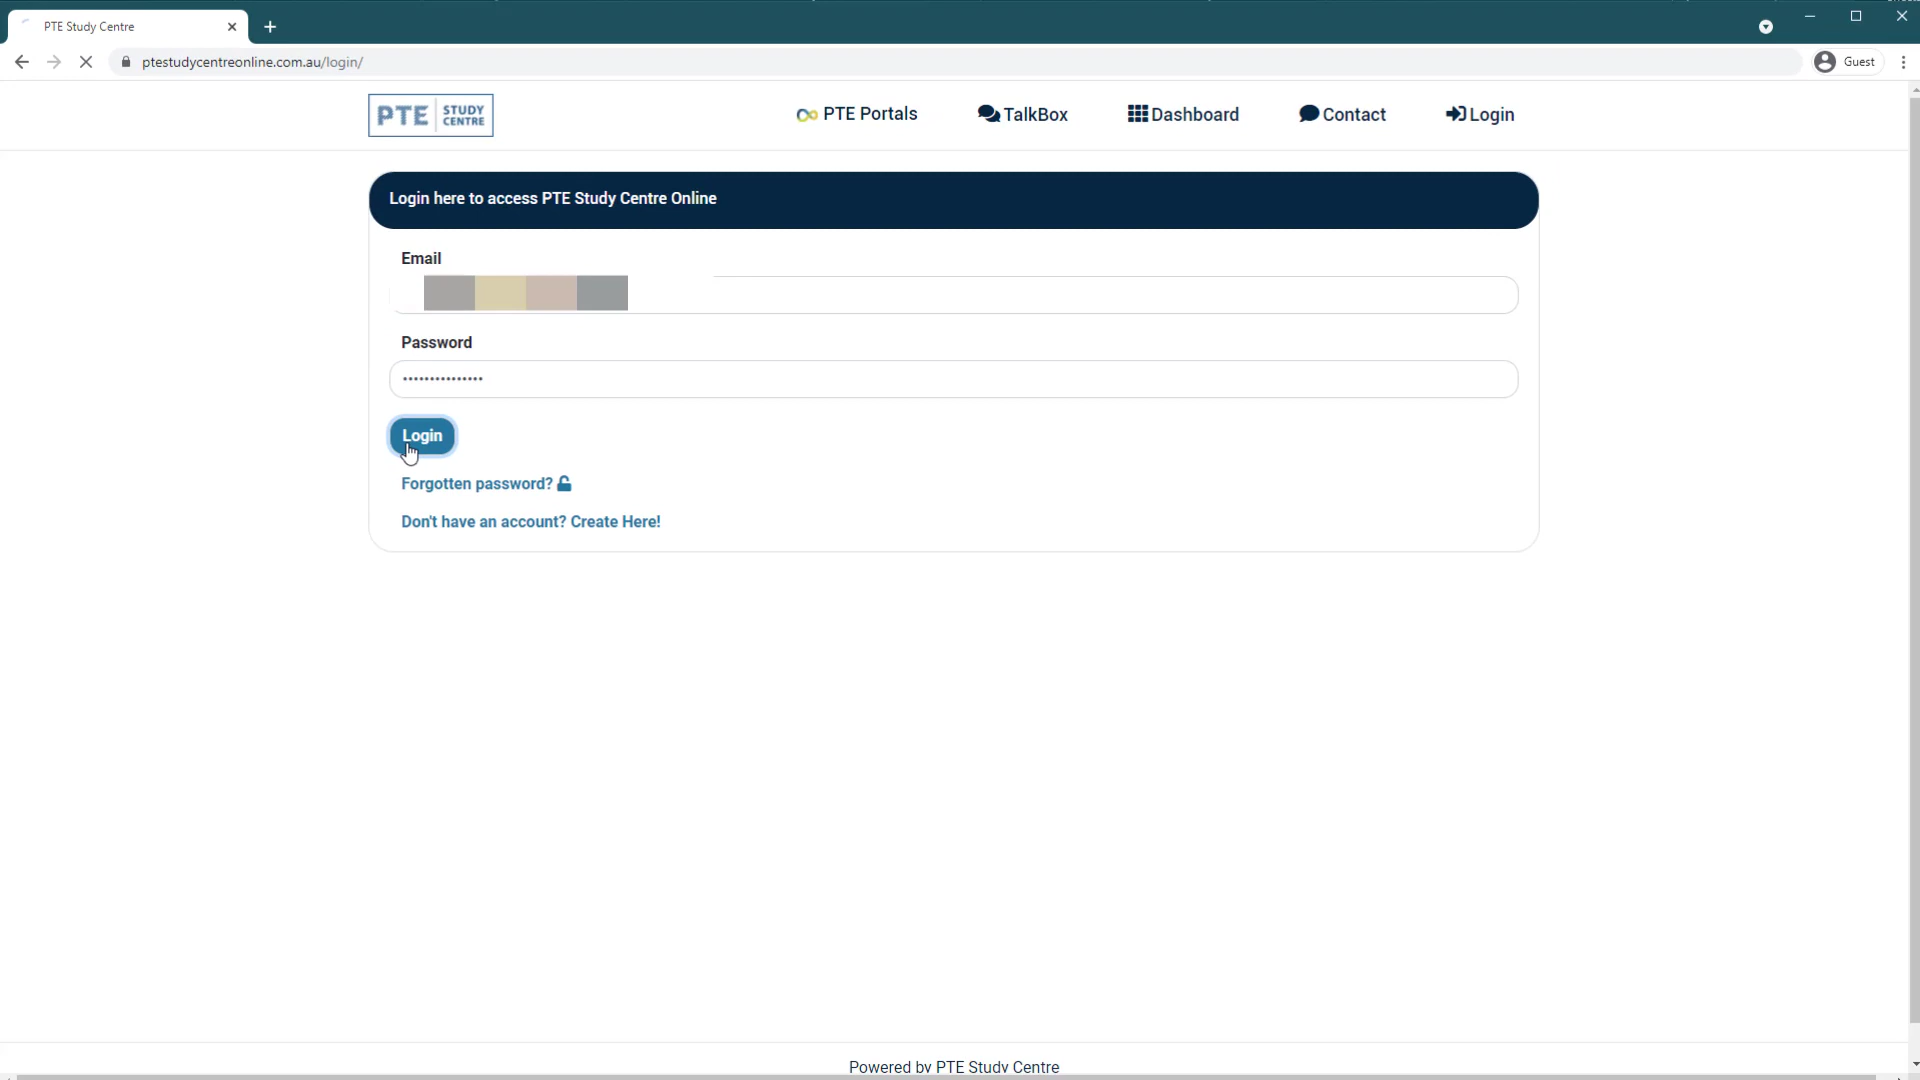 PTE Study Centre
ptestudycentreonline.com.au/login/
Guest
PTE STUDY CENTRE
PTE Portals
TalkBox
Dashboard
Contact
Login
Login here to access PTE Study Centre Online
Email
Password
•••••••••••••••
Login
Forgotten password?
Don't have an account? Create Here!
Powered by PTE Study Centre